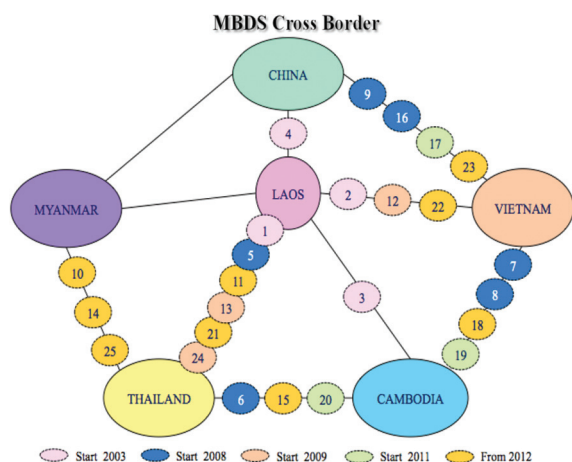 MBDS Cross Border
CHINA
9
16
4
17
23
LAOS
MYANMAR
2
12
22
VIETNAM
1
5
7
10
11
8
3
14
13
18
21
25
24
19
THAILAND
6
15
20
CAMBODIA
Start 2003
Start 2008
Start 2009
Start 2011
From 2012